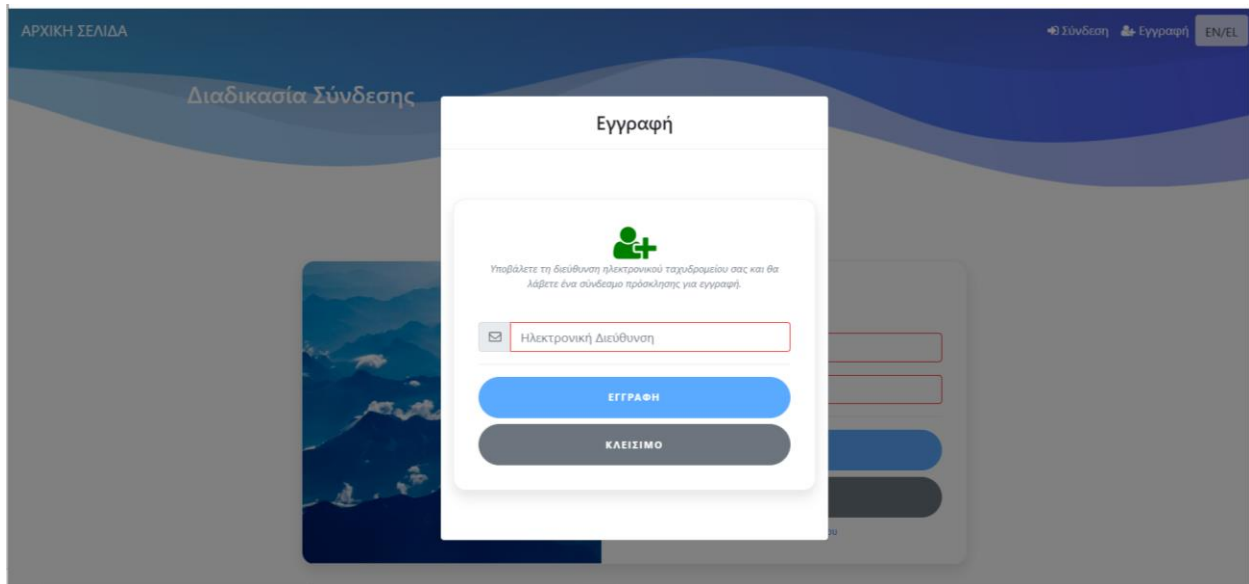 ΑΡΧΙΚΗ ΣΕΛΙΔΑ
Σύνδεση Εγγραφή EN/EL
Διαδικασία Σύνδεσης
Εγγραφή
Υποβάλετε τη διεύθυνση ηλεκτρονικού ταχυδρομείου σας και θα
λάβετε ένα σύνδεσμο πρόσκλησης για εγγραφή.
Ηλεκτρονική Διεύθυνση
ΕΓΓΡΑΦΗ
ΚΛΕΙΣΙΜΟ